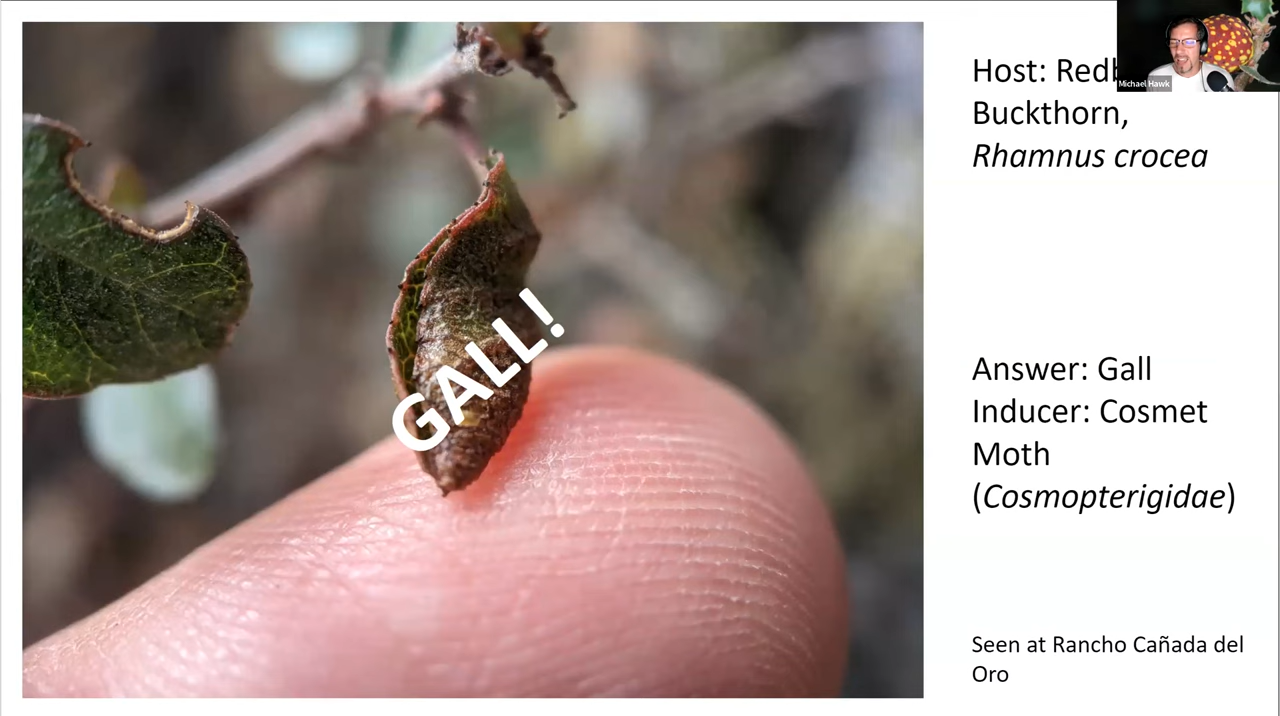 GALL!
Host:
Buckthorn,
Rhamnus crocea
Answer: Gall
Inducer: Cosmet
Moth
(Cosmopterigidae)
Seen at Rancho Cañada del
Oro
Michael Hawk